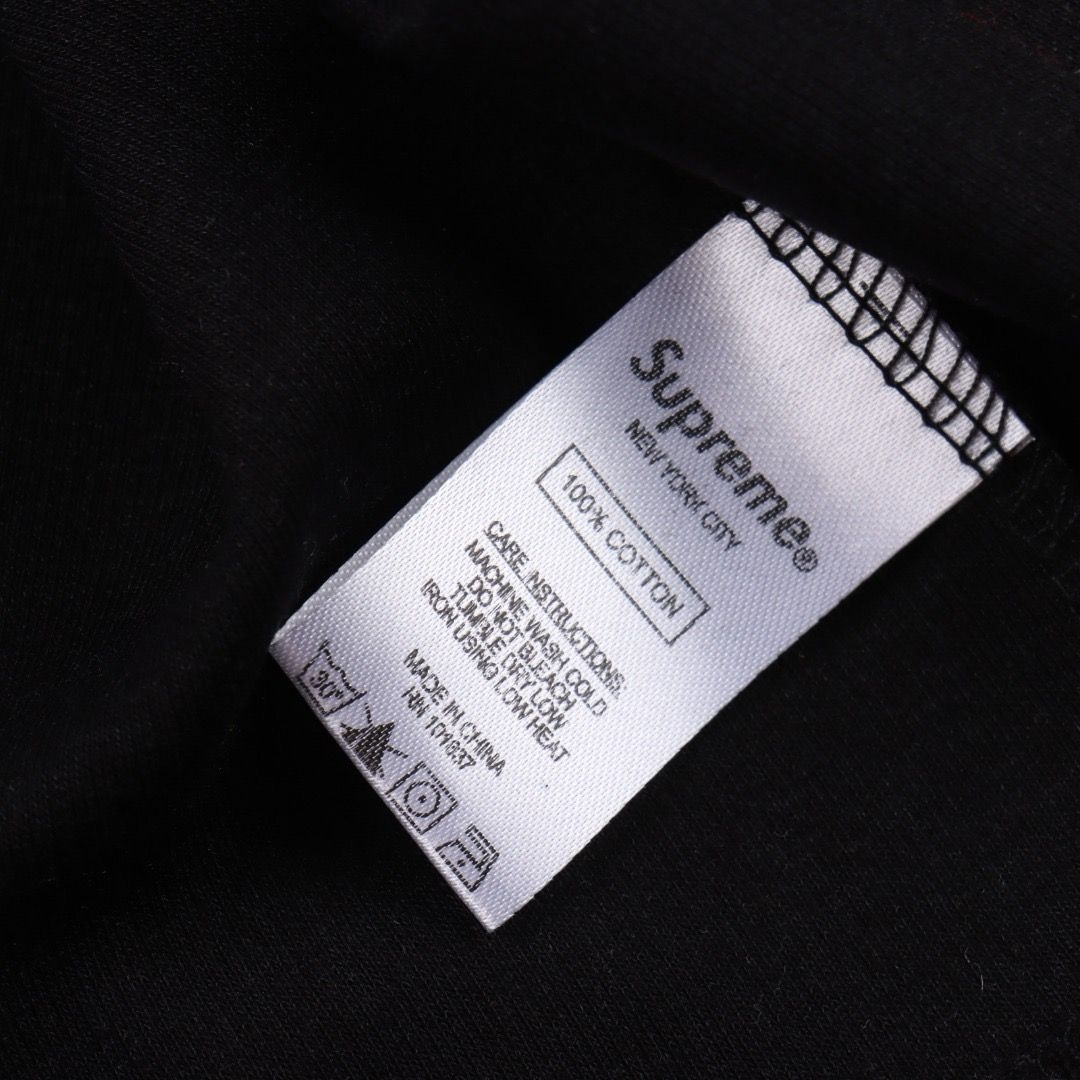 Supreme®
NEW YORK CITY
100% COTTON
CARE INSTRUCTIONS
MACHINE WASH COLD
DO NOT BLEACH
TUMBLE DRY LOW
IRON USING LOW HEAT
MADE IN CHINA
RN 101837
30°